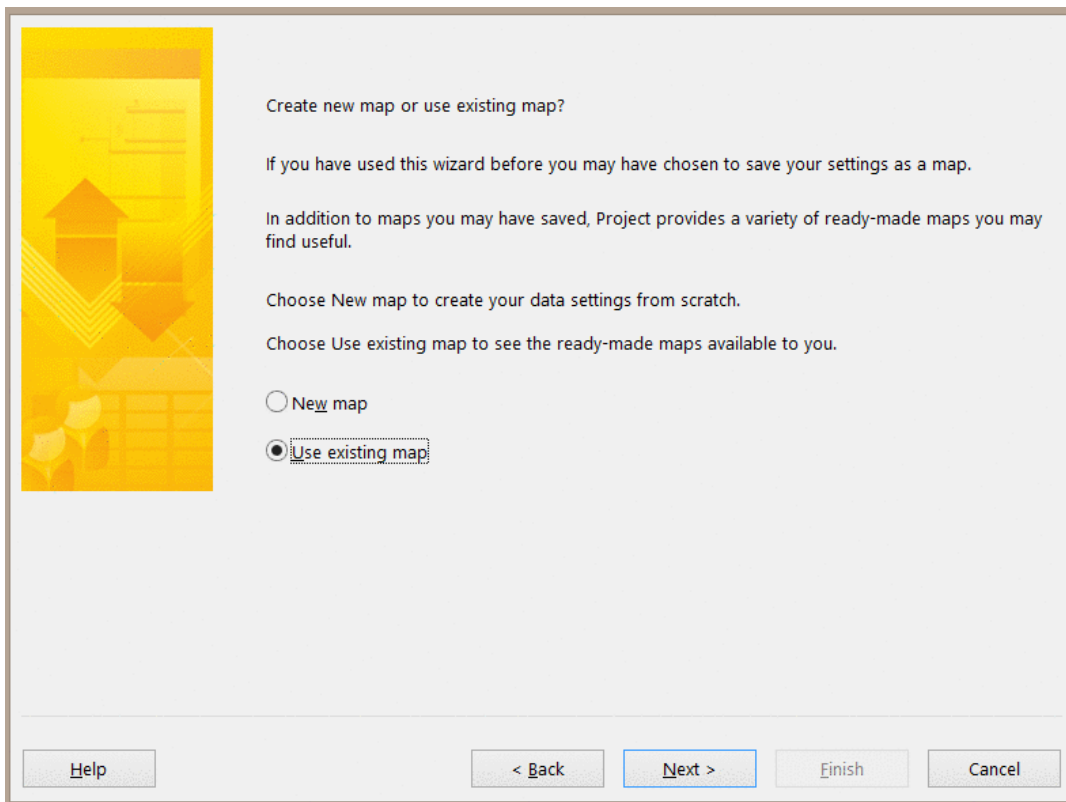 Create new map or use existing map?
If you have used this wizard before you may have chosen to save your settings as a map.
In addition to maps you may have saved, Project provides a variety of ready-made maps you may
find useful.
Choose New map to create your data settings from scratch.
Choose Use existing map to see the ready-made maps available to you.
New map
Use existing map
Help
< Back
Next >
Finish
Cancel